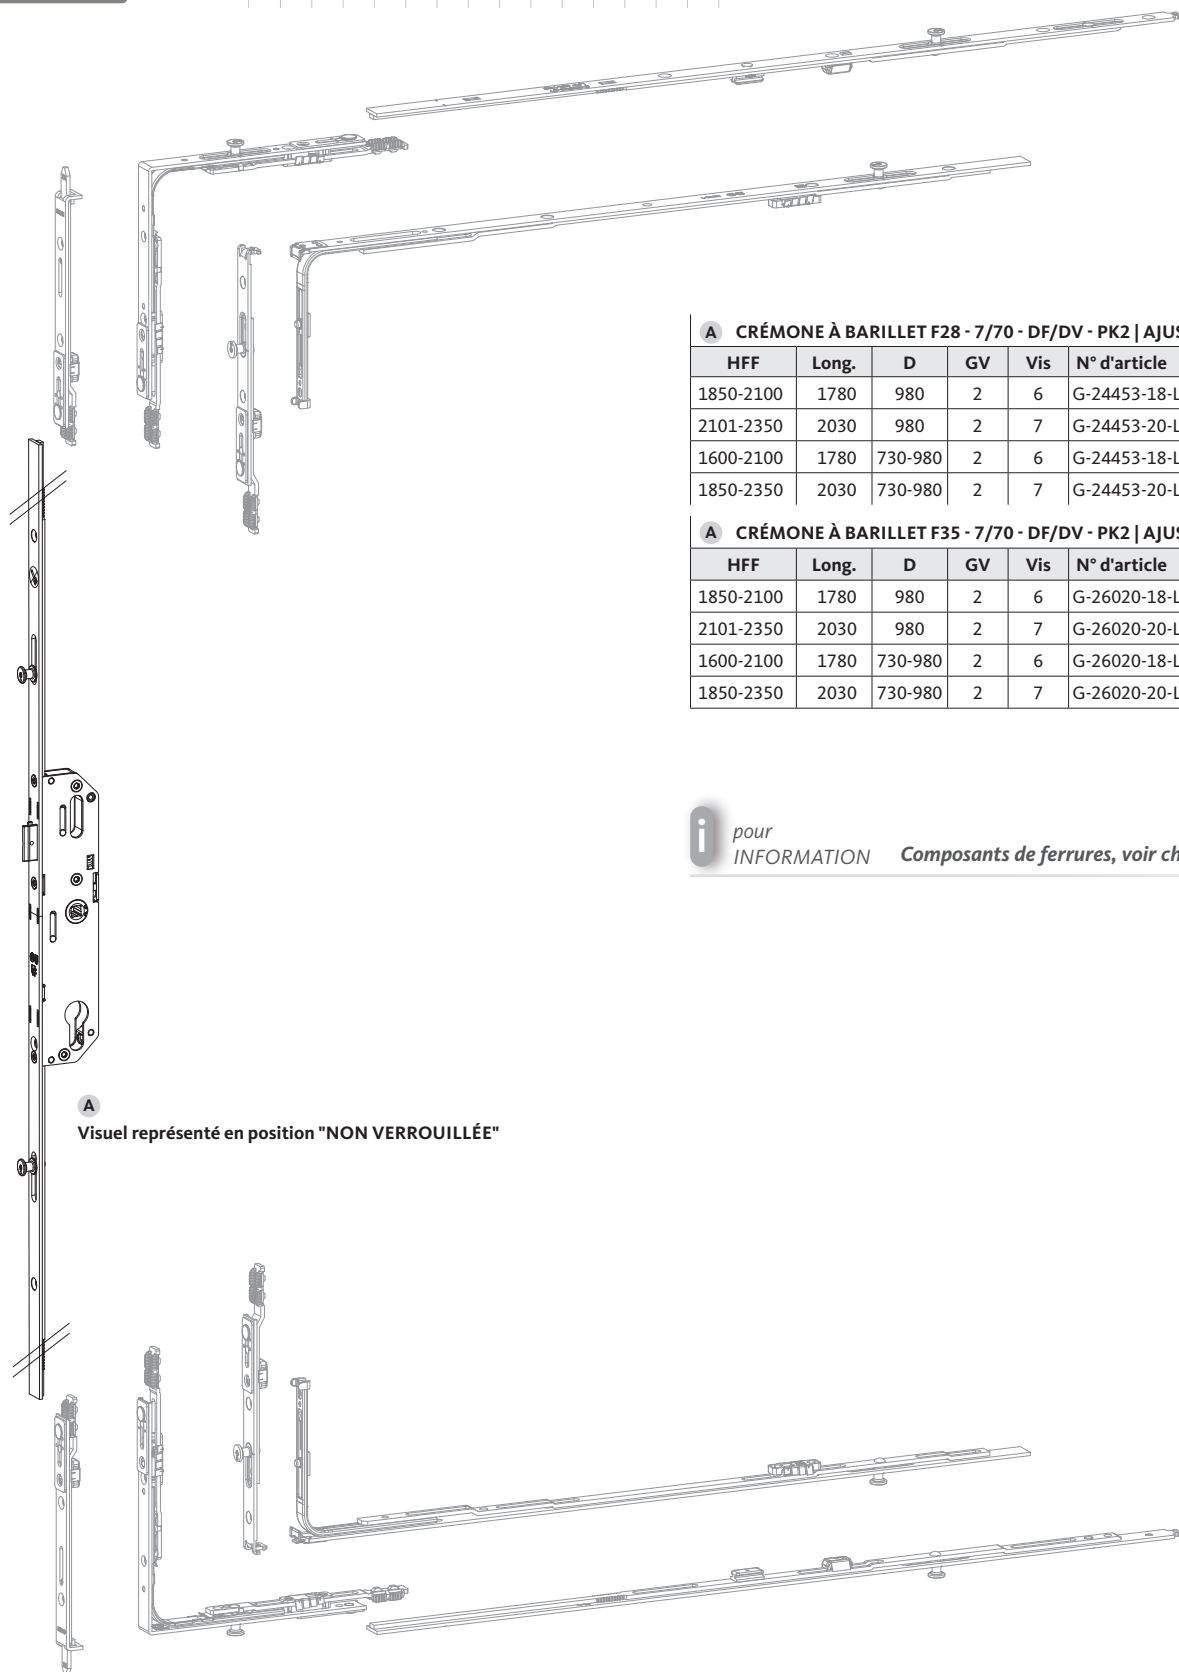 A CRÉMONE À BARILLET F28 - 7/70 - DF/DV - PK2 | AJUS
HFF Long. D GV Vis N° d'article
1850-2100 1780 980 2 6 G-24453-18-L
2101-2350 2030 980 2 7 G-24453-20-L
1600-2100 1780 730-980 2 6 G-24453-18-L
1850-2350 2030 730-980 2 7 G-24453-20-L
A CRÉMONE À BARILLET F35 - 7/70 - DF/DV - PK2 | AJUS
HFF Long. D GV Vis N° d'article
1850-2100 1780 980 2 6 G-26020-18-L
2101-2350 2030 980 2 7 G-26020-20-L
1600-2100 1780 730-980 2 6 G-26020-18-L
1850-2350 2030 730-980 2 7 G-26020-20-L
i pour
INFORMATION Composants de ferrures, voir ch
A
Visuel représenté en position "NON VERROUILLÉE"